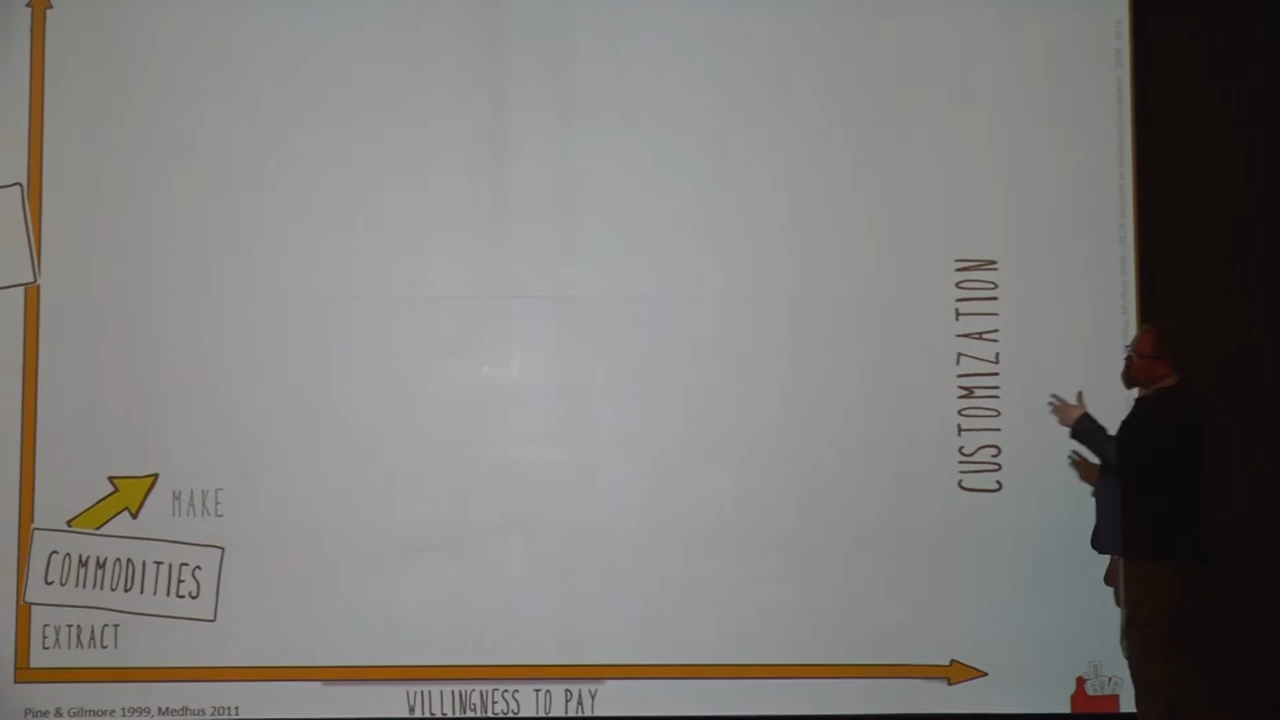 CUSTOMIZATION
MAKE
COMMODITIES
EXTRACT
WILLINGNESS TO PAY
Pine & Gilmore 1999, Medhus 2011